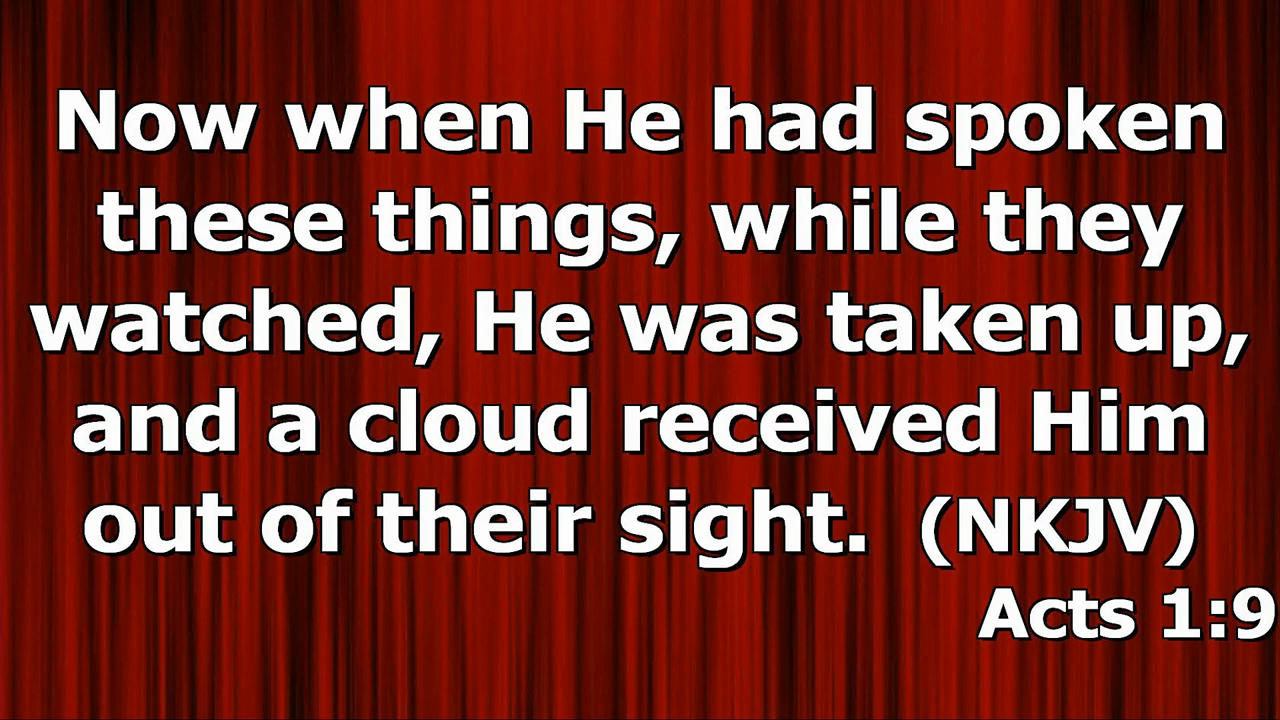 Now when He had spoken
these things, while they
watched, He was taken up,
and a cloud received Him
out of their sight.  (NKJV)
Acts 1:9